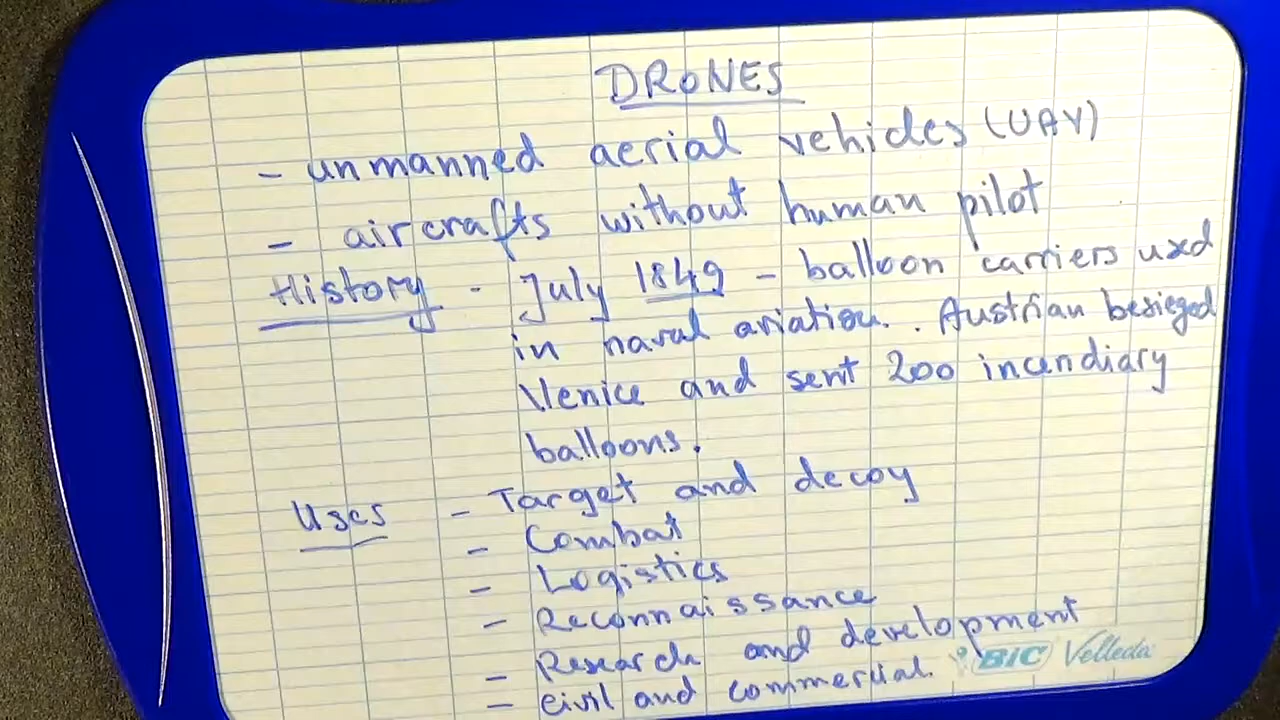 DRONES
- unmanned aerial vehicles (UAV)
- aircrafts without human pilot
History - July 1849 - balloon carriers used
in naval aviation. . Austrian besieged
Venice and sent 200 incendiary
balloons.
Uses - Target and decoy
- Combat
- Logistics
- Reconnaissance
- Research and development
- Civil and commercial.
BIC Velleda